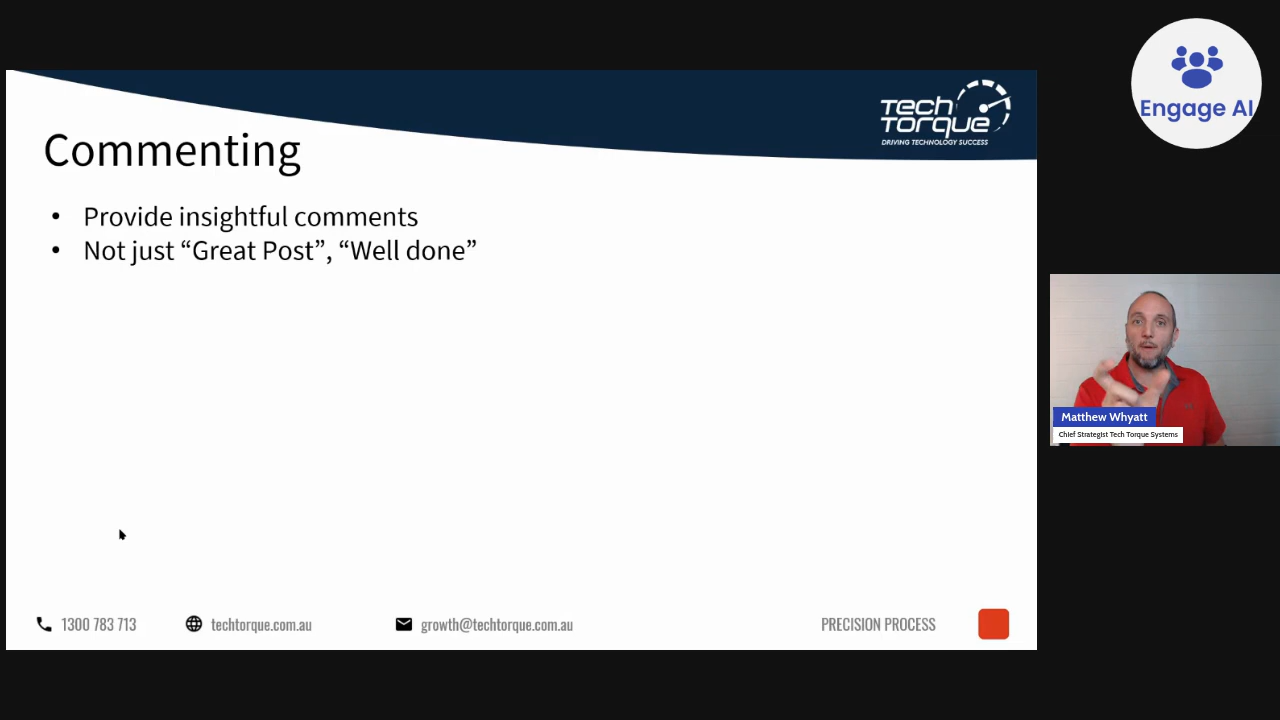 Engage AI
Tech
Torque
DRIVING TECHNOLOGY SUCCESS
Commenting
• Provide insightful comments
• Not just “Great Post”, “Well done”
Matthew Whyatt
Chief Strategist Tech Torque Systems
1300 783 713
techtorque.com.au
growth@techtorque.com.au
PRECISION PROCESS